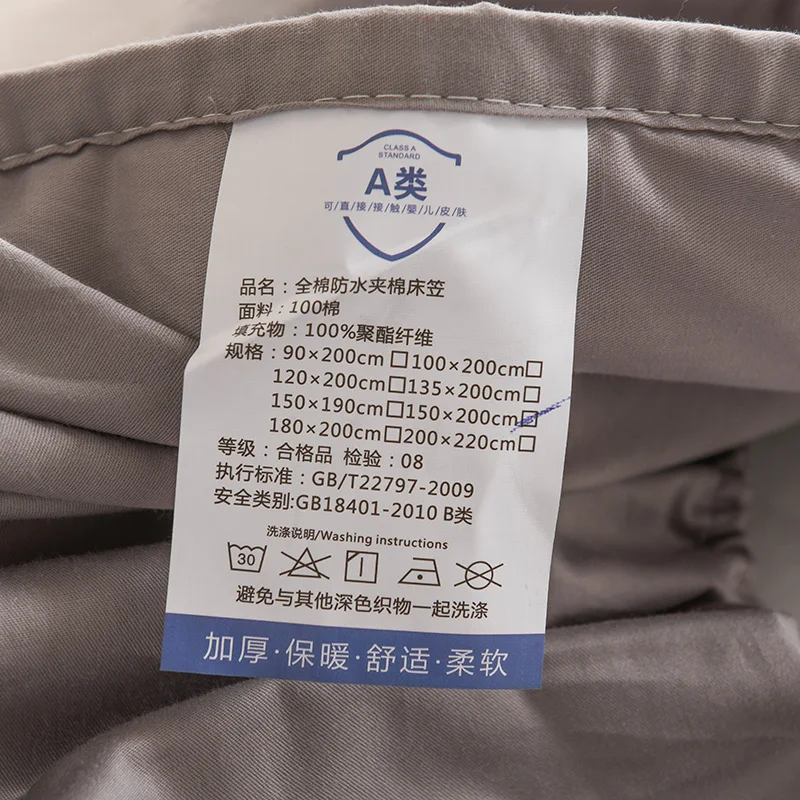 CLASS A
STANDARD
A类
可/直/接/接/触/婴/儿/皮/肤
品名：全棉防水夹棉床笠
面料：100棉
填充物：100%聚酯纤维
规格：90×200cm □ 100×200cm□
120×200cm□135×200cm□
150×190cm□150×200cm☑
180×200cm□200×220cm□
等级：合格品 检验：08
执行标准：GB/T22797-2009
安全类别:GB18401-2010 B类
洗涤说明/Washing instructions
30
避免与其他深色织物一起洗涤
加厚·保暖·舒适·柔软